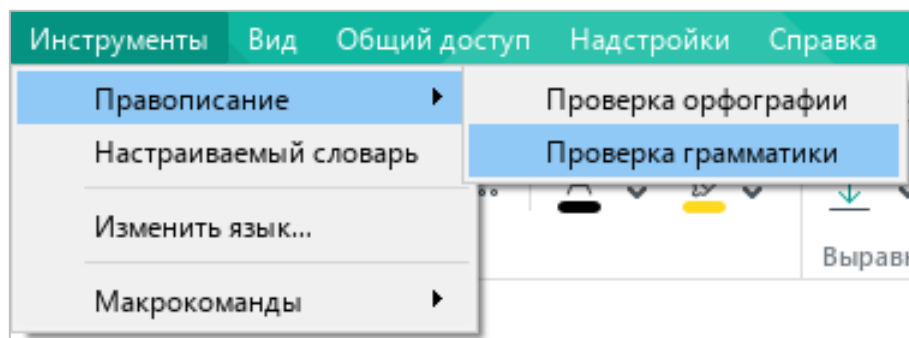 Инструменты Вид Общий доступ Надстройки Справка
Правописание Проверка орфографии
Настраиваемый словарь Проверка грамматики
Изменить язык...
Макрокоманды